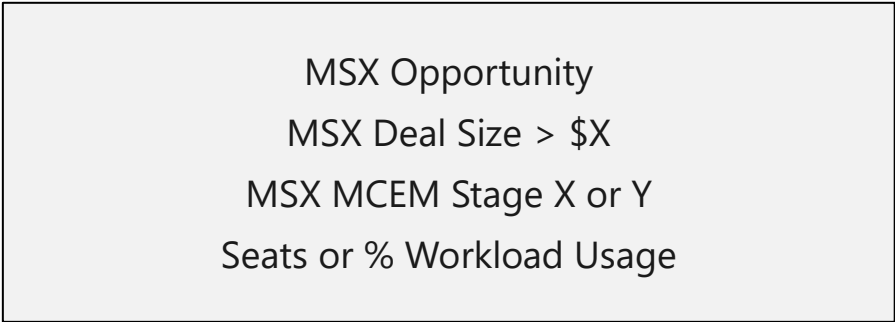 MSX Opportunity
MSX Deal Size > $X
MSX MCEM Stage X or Y
Seats or % Workload Usage